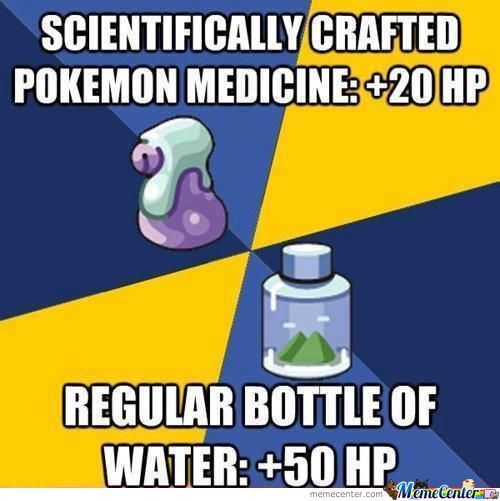 SCIENTIFICALLY CRAFTED
POKEMON MEDICINE: +20 HP
REGULAR BOTTLE OF
WATER: +50 HP
memecenter.com MemeCenter